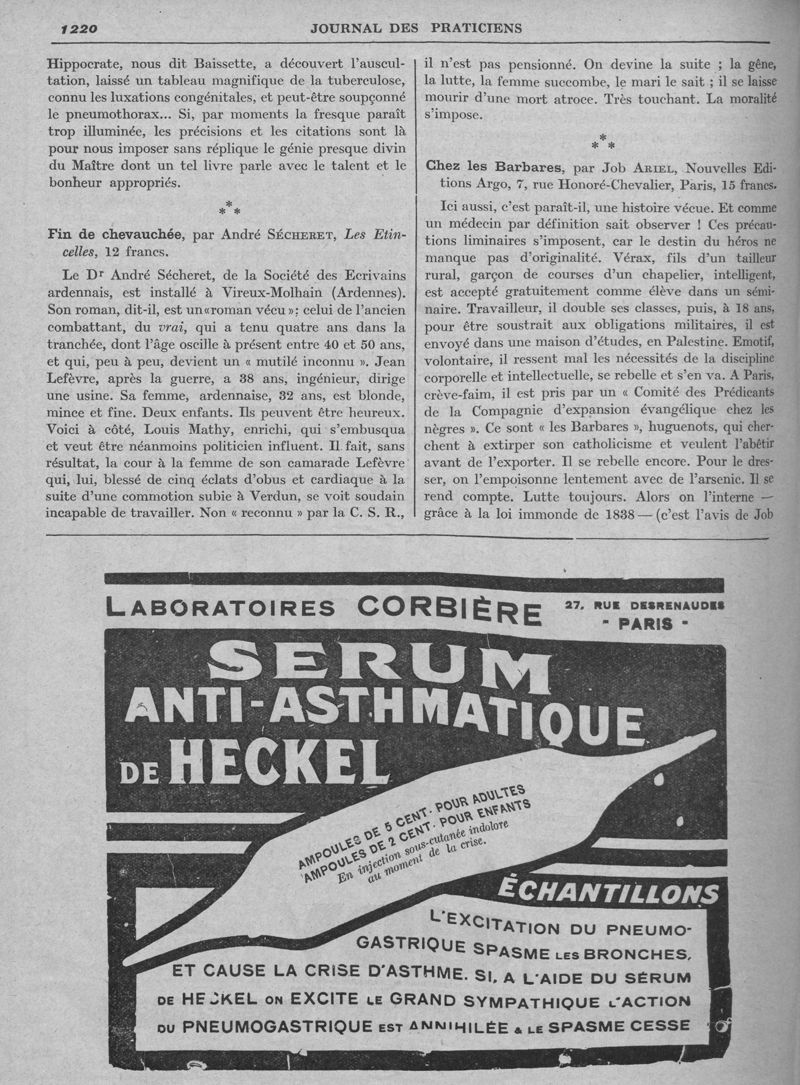 1220
JOURNAL DES PRATICIENS
Hippocrate, nous dit Baissette, a découvert l'auscul-
tation, laissé un tableau magnifique de la tuberculose,
connu les luxations congénitales, et peut-être soupçonné
le pneumothorax... Si, par moments la fresque paraît
trop illuminée, les précisions et les citations sont là
pour nous imposer sans réplique le génie presque divin
du Maître dont un tel livre parle avec le talent et le
bonheur appropriés.
*
* *
Fin de chevauchée, par André SÉCHERET, Les Etin-
celles, 12 francs.
Le Dr André Sécheret, de la Société des Ecrivains
ardennais, est installé à Vireux-Molhain (Ardennes).
Son roman, dit-il, est un«roman vécu»; celui de l'ancien
combattant, du vrai, qui a tenu quatre ans dans la
tranchée, dont l'âge oscille à présent entre 40 et 50 ans,
et qui, peu à peu, devient un « mutilé inconnu ». Jean
Lefèvre, après la guerre, a 38 ans, ingénieur, dirige
une usine. Sa femme, ardennaise, 32 ans, est blonde,
mince et fine. Deux enfants. Ils peuvent être heureux.
Voici à côté, Louis Mathy, enrichi, qui s'embusqua
et veut être néanmoins politicien influent. Il fait, sans
résultat, la cour à la femme de son camarade Lefèvre
qui, lui, blessé de cinq éclats d'obus et cardiaque à la
suite d'une commotion subie à Verdun, se voit soudain
incapable de travailler. Non « reconnu » par la C. S. R.,
il n'est pas pensionné. On devine la suite ; la gêne,
la lutte, la femme succombe, le mari le sait ; il se laisse
mourir d'une mort atroce. Très touchant. La moralité
s'impose.
*
* *
Chez les Barbares, par Job ARIEL, Nouvelles Edi-
tions Argo, 7, rue Honoré-Chevalier, Paris, 15 francs.
Ici aussi, c'est paraît-il, une histoire vécue. Et comme
un médecin par définition sait observer ! Ces précau-
tions liminaires s'imposent, car le destin du héros ne
manque pas d'originalité. Vérax, fils d'un tailleur
rural, garçon de courses d'un chapelier, intelligent,
est accepté gratuitement comme élève dans un sémi-
naire. Travailleur, il double ses classes, puis, à 18 ans,
pour être soustrait aux obligations militaires, il est
envoyé dans une maison d'études, en Palestine. Emotif,
volontaire, il ressent mal les nécessités de la discipline
corporelle et intellectuelle, se rebelle et s'en va. A Paris,
crève-faim, il est pris par un « Comité des Prédicants
de la Compagnie d'expansion évangélique chez les
nègres ». Ce sont « les Barbares », huguenots, qui cher-
chent à extirper son catholicisme et veulent l'abêtir
avant de l'exporter. Il se rebelle encore. Pour le dres-
ser, on l'empoisonne lentement avec de l'arsenic. Il se
rend compte. Lutte toujours. Alors on l'interne —
grâce à la loi immonde de 1838 — (c'est l'avis de Job
LABORATOIRES CORBIÈRE
27, RUE DESRENAUDES
- PARIS -
SERUM
ANTI-ASTHMATIQUE
DE HECKEL
AMPOULES DE 5 CENT. POUR ADULTES
AMPOULES DE 2 CENT. POUR ENFANTS
En injection sous-cutanée indolore
au moment de la crise.
ÉCHANTILLONS
L'EXCITATION DU PNEUMO-
GASTRIQUE SPASME LES BRONCHES,
ET CAUSE LA CRISE D'ASTHME. SI, A L'AIDE DU SÉRUM
DE HECKEL ON EXCITE LE GRAND SYMPATHIQUE L'ACTION
DU PNEUMOGASTRIQUE EST ANNIHILÉE & LE SPASME CESSE